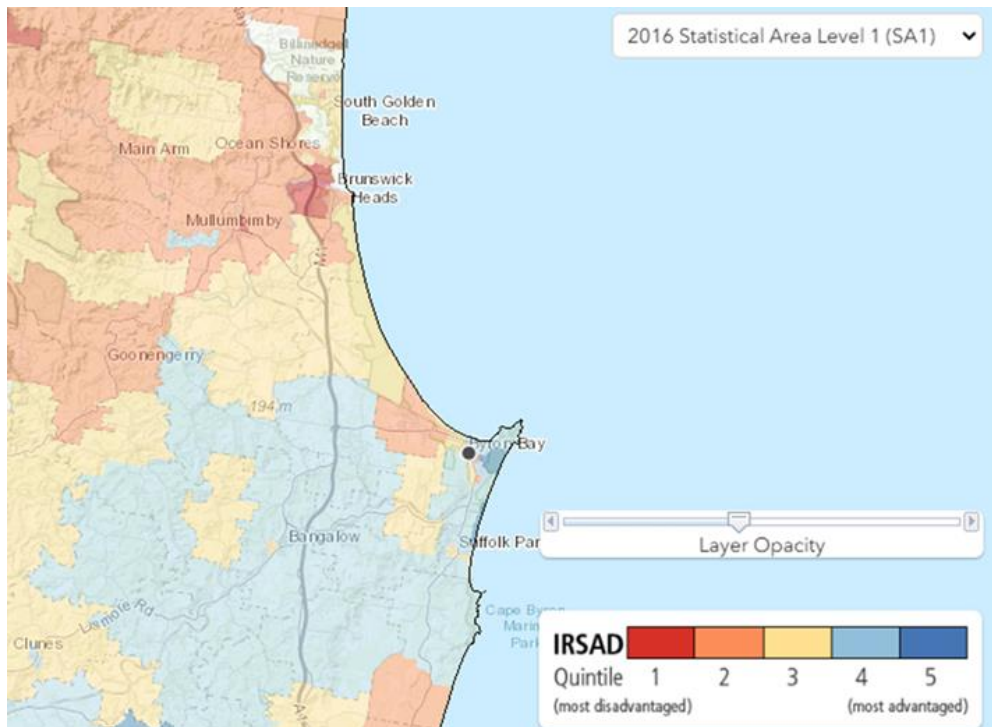 2016 Statistical Area Level 1 (SA1)
Billinudgel
Nature
Reserve
South Golden
Beach
Main Arm
Ocean Shores
Brunswick
Heads
Mullumbimby
Goonengerry
194 m
Byron Bay
Bangalow
Suffolk Par
Layer Opacity
Lismore Rd
Cape Byron
Marin
Park
Clunes
IRSAD
Quintile 1 2 3 4 5
(most disadvantaged) (most advantaged)